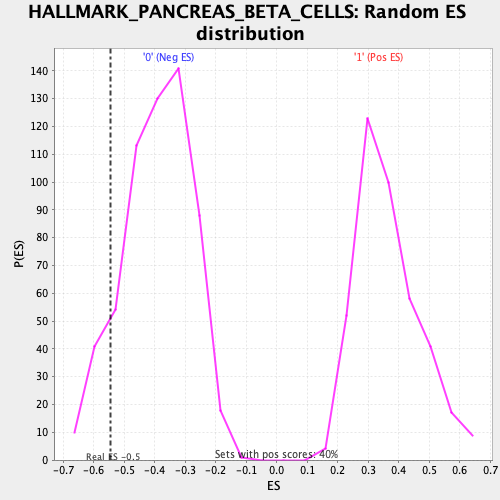 HALLMARK_PANCREAS_BETA_CELLS: Random ES
distribution
'0' (Neg ES)
'1' (Pos ES)
140
130
120
110
100
90
80
70
60
50
40
30
20
10
0
P(ES)
Real ES -0.5
Sets with pos scores: 40%
-0.7 -0.6 -0.5 -0.4 -0.3 -0.2 -0.1 0.0 0.1 0.2 0.3 0.4 0.5 0.6 0.7
ES